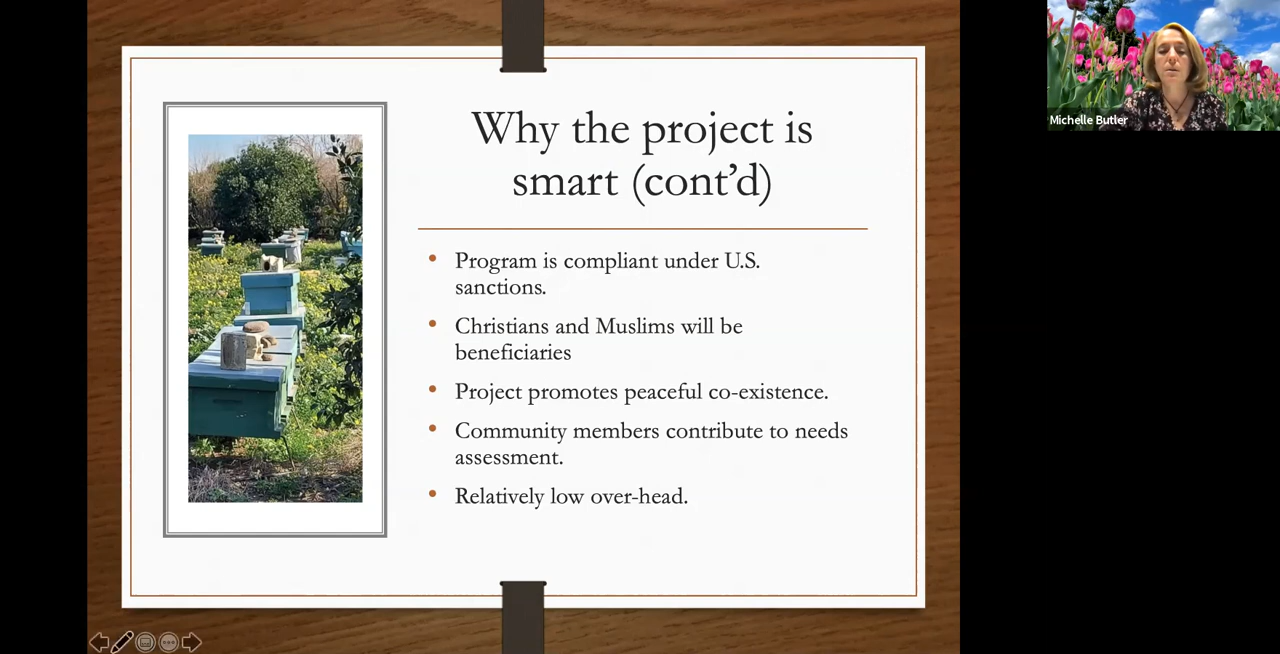 Why the project is
smart (cont’d)
Program is compliant under U.S.
sanctions.
Christians and Muslims will be
beneficiaries
Project promotes peaceful co-existence.
Community members contribute to needs
assessment.
Relatively low over-head.
Michelle Butler